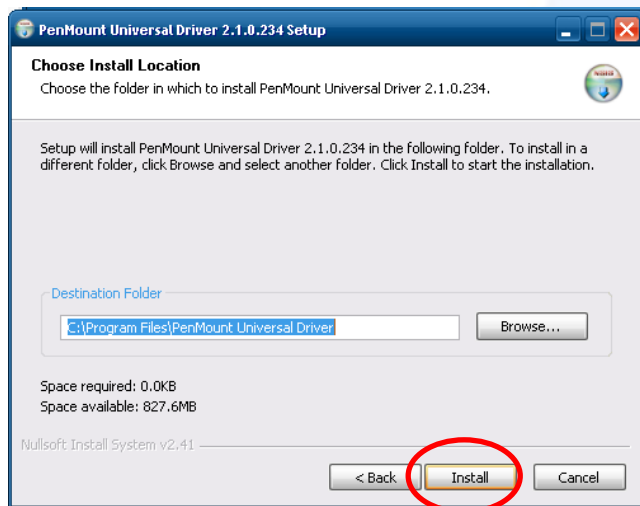 PenMount Universal Driver 2.1.0.234 Setup
Choose Install Location
Choose the folder in which to install PenMount Universal Driver 2.1.0.234.
Setup will install PenMount Universal Driver 2.1.0.234 in the following folder. To install in a
different folder, click Browse and select another folder. Click Install to start the installation.
Destination Folder
C:\Program Files\PenMount Universal Driver
Browse...
Space required: 0.0KB
Space available: 827.6MB
Nullsoft Install System v2.41
< Back Install Cancel